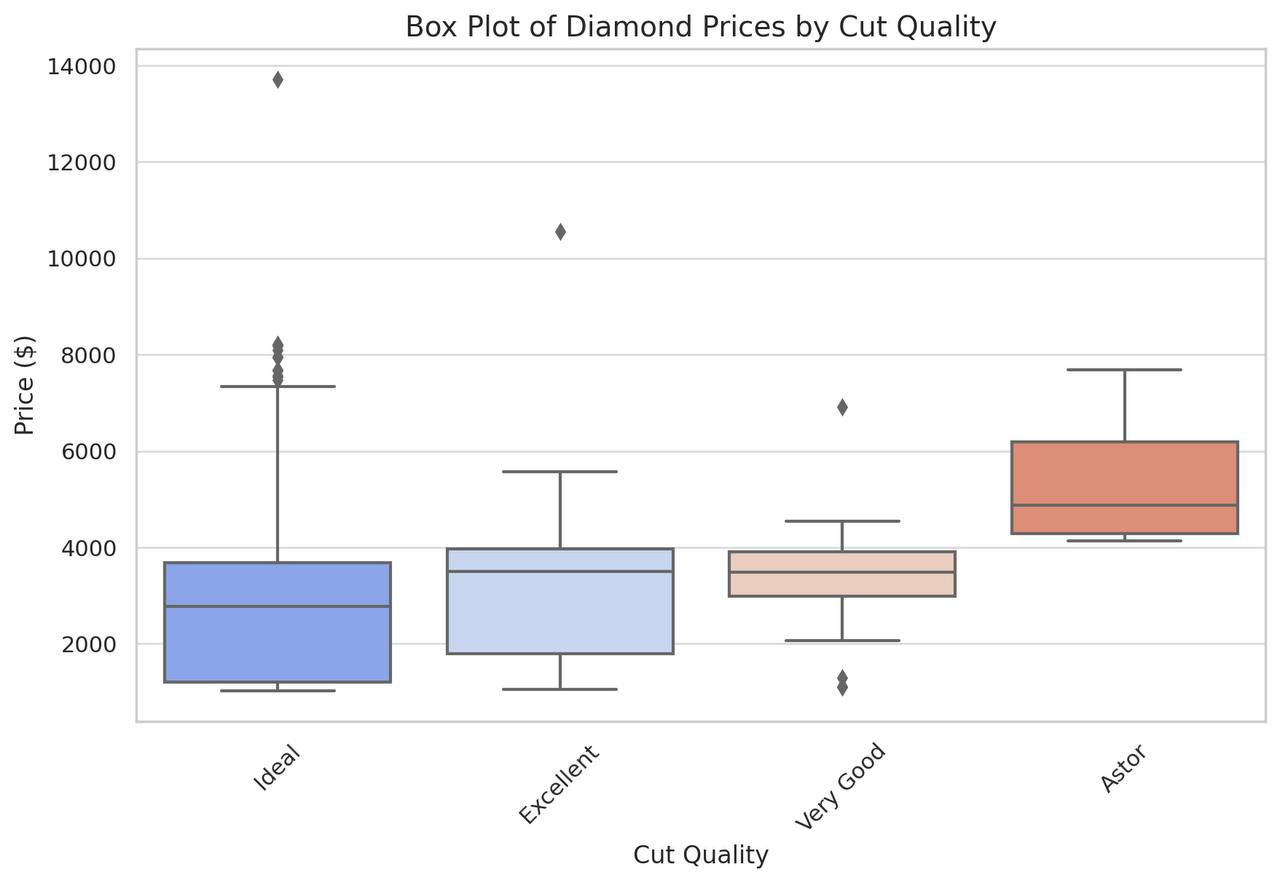 Box Plot of Diamond Prices by Cut Quality
14000
12000
10000
8000
6000
4000
2000
Price ($)
Ideal
Excellent
Very Good
Astor
Cut Quality